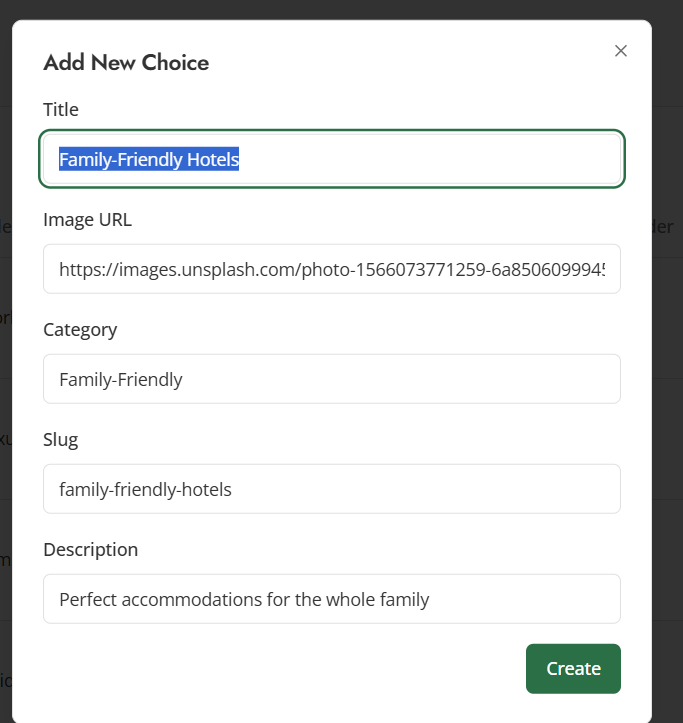 Add New Choice
Title
Family-Friendly Hotels
Image URL
https://images.unsplash.com/photo-1566073771259-6a850609994
Category
Family-Friendly
Slug
family-friendly-hotels
Description
Perfect accommodations for the whole family
Create